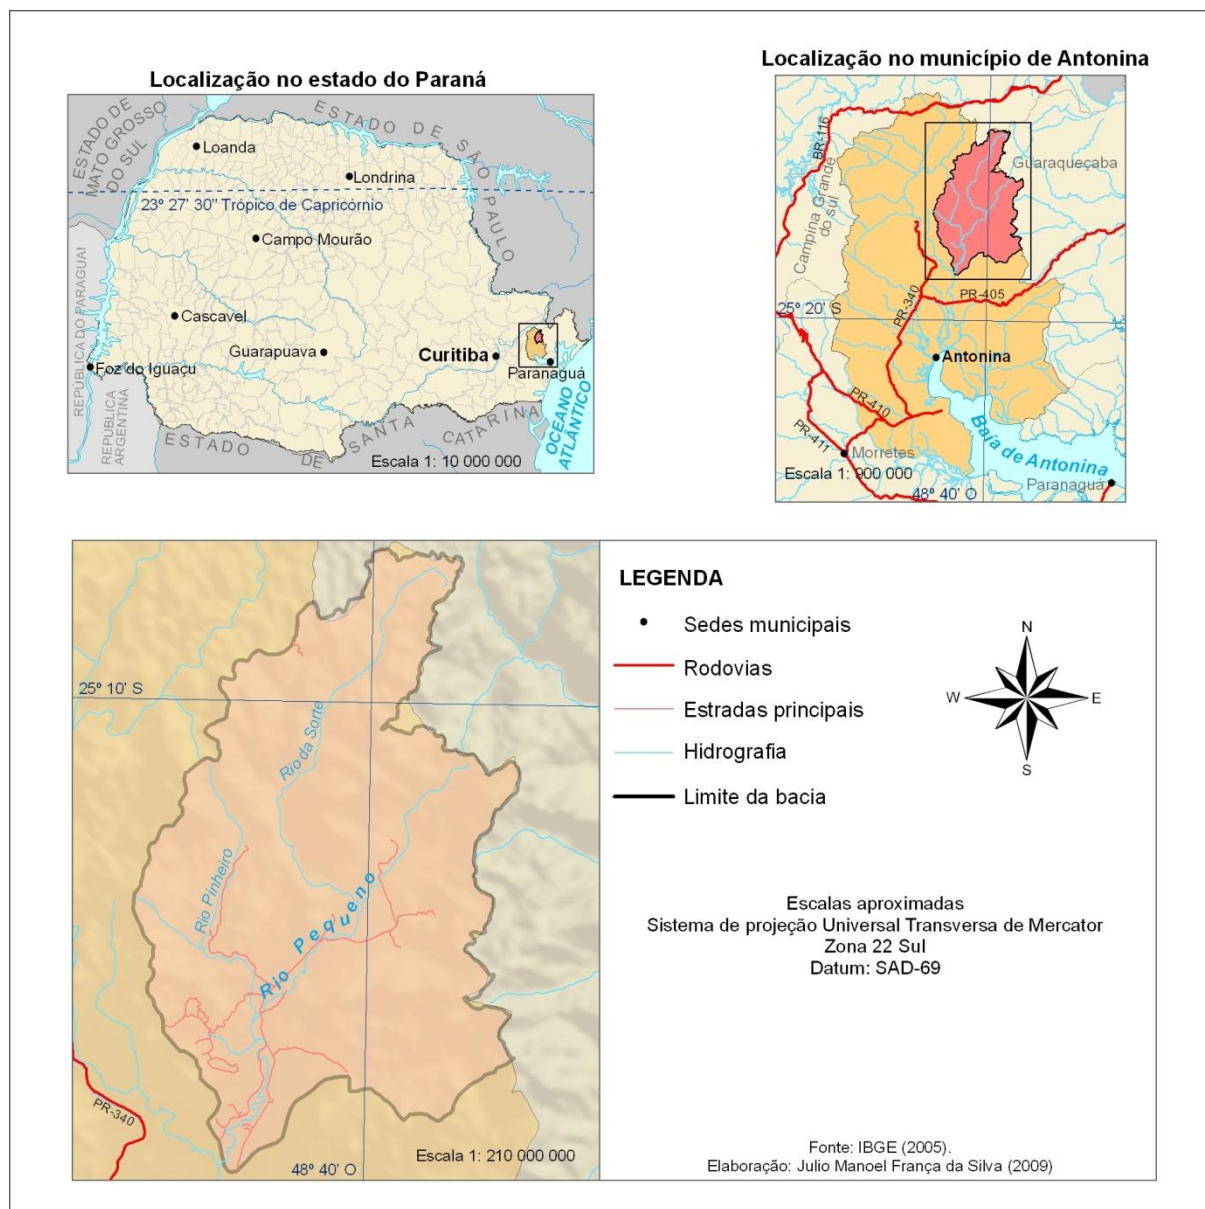 Localização no estado do Paraná
ESTADO DE
MATO GROSSO
DO SUL
ESTADO DE SÃO
PAULO
Loanda
Londrina
23º 27' 30" Trópico de Capricórnio
Campo Mourão
REPÚBLICA DO PARAGUAI
Cascavel
Guarapuava
Curitiba
Foz do Iguaçu
Paranaguá
REPÚBLICA
ARGENTINA
ESTADO DE SANTA CATARINA
OCEANO
ATLÂNTICO
Escala 1: 10 000 000
Localização no município de Antonina
BR-116
Guaraqueçaba
Campina Grande
do sul
PR-340
PR-405
25º 20' S
Antonina
PR-410
PR-411
Morretes
Baía de Antonina
Escala 1: 900 000
Paranaguá
48º 40' O
25º 10' S
Rio da Sorte
Rio Pinheiro
Rio Pequeno
PR-340
48º 40' O
Escala 1: 210 000 000
LEGENDA
Sedes municipais
Rodovias
Estradas principais
Hidrografia
Limite da bacia
N
W
E
S
Escalas aproximadas
Sistema de projeção Universal Transversa de Mercator
Zona 22 Sul
Datum: SAD-69
Fonte: IBGE (2005).
Elaboração: Julio Manoel França da Silva (2009)